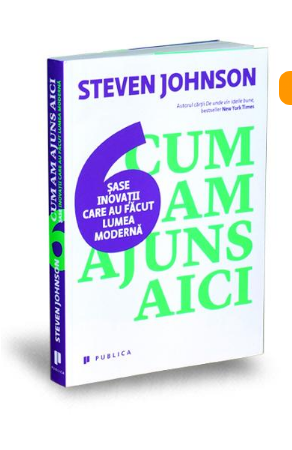 STEVEN JOHNSON
Autorul cărții De unde vin ideile bune,
bestseller New York Times
CUM
AM
AJUNS
AICI
6
ȘASE
INOVAȚII
CARE AU FĂCUT
LUMEA
MODERNĂ
PUBLICA
STEVEN JOHNSON
6
CUM AM AJUNS AICI
ȘASE INOVAȚII CARE AU FĂCUT LUMEA MODERNĂ